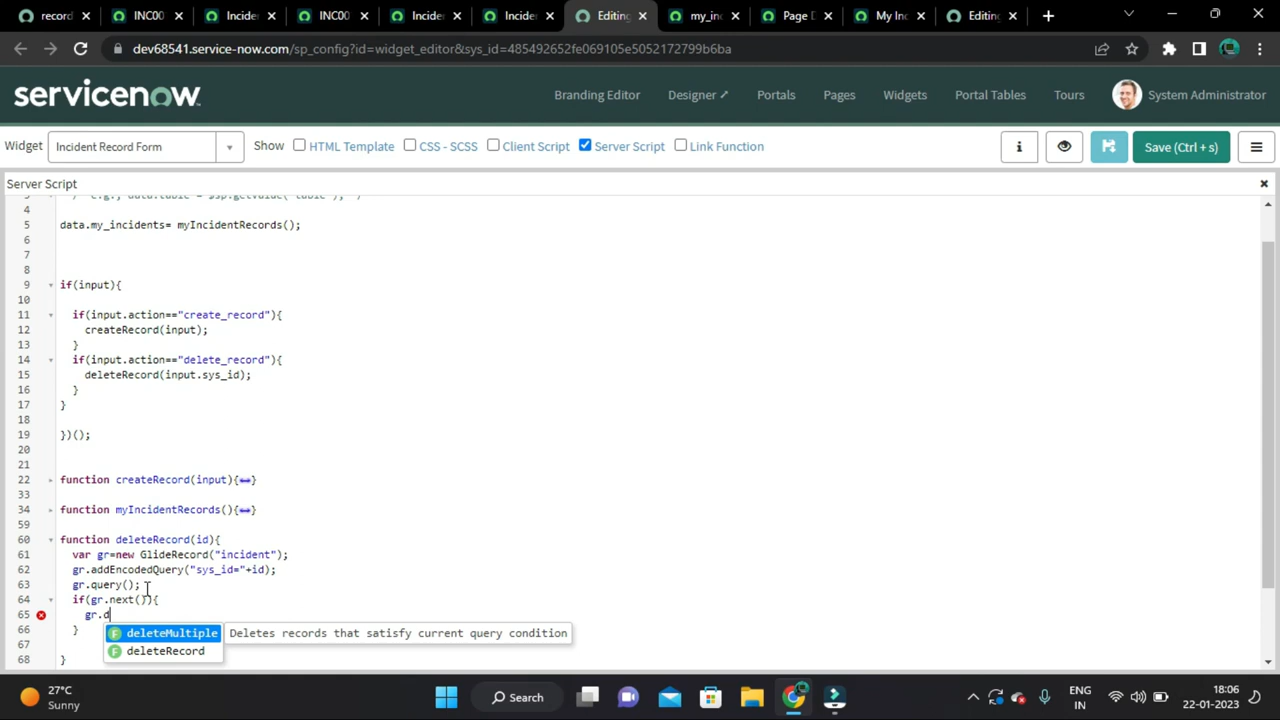 record
INC00
Incider
INC00
Incider
Incider
Editing
my_inc
Page D
My Inc
Editing
dev68541.service-now.com/sp_config?id=widget_editor&sys_id=485492652fe069105e5052172799b6ba
servicenow
Branding Editor Designer Portals Pages Widgets Portal Tables Tours System Administrator
Widget Incident Record Form Show HTML Template CSS - SCSS Client Script Server Script Link Function i Save (Ctrl + s)
Server Script
4
5 data.my_incidents= myIncidentRecords();
6
7
8
9 if(input){
10
11 if(input.action=="create_record"){
12 createRecord(input);
13 }
14 if(input.action=="delete_record"){
15 deleteRecord(input.sys_id);
16 }
17 }
18
19 })();
20
21
22 function createRecord(input){↔}
33
34 function myIncidentRecords(){↔}
59
60 function deleteRecord(id){
61 var gr=new GlideRecord("incident");
62 gr.addEncodedQuery("sys_id="+id);
63 gr.query();
64 if(gr.next()){
65 gr.d
66 }
F deleteMultiple Deletes records that satisfy current query condition
67
F deleteRecord
68 }
27°C
Sunny
Search
ENG
IN
18:06
22-01-2023